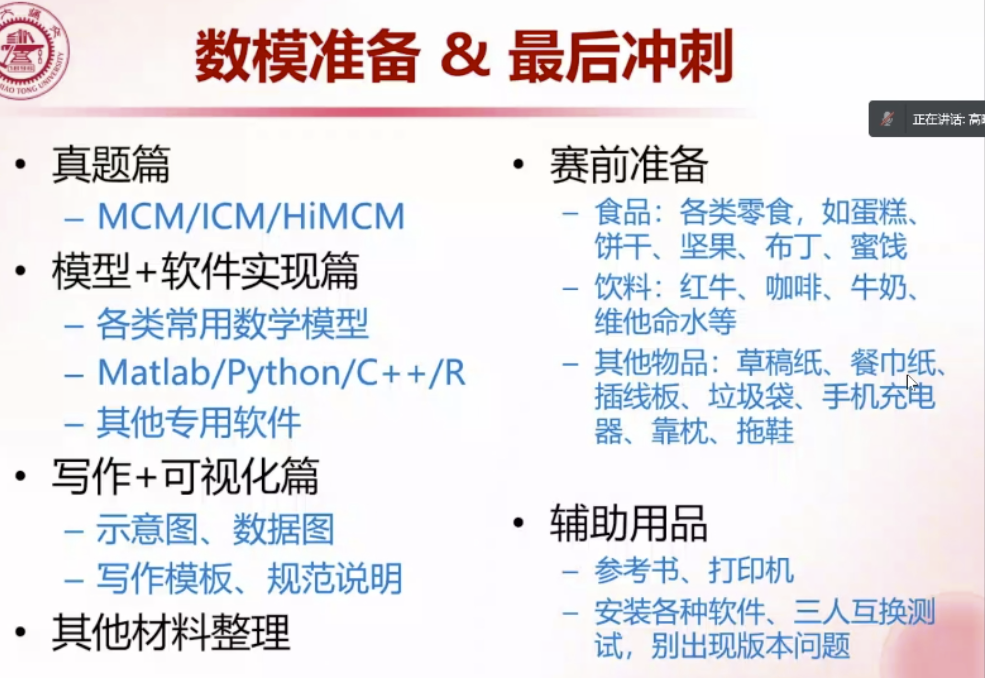 数模准备 & 最后冲刺
正在讲话: 高
• 真题篇
– MCM/ICM/HiMCM
• 模型+软件实现篇
– 各类常用数学模型
– Matlab/Python/C++/R
– 其他专用软件
• 写作+可视化篇
– 示意图、数据图
– 写作模板、规范说明
• 其他材料整理
• 赛前准备
– 食品：各类零食，如蛋糕、
饼干、坚果、布丁、蜜饯
– 饮料：红牛、咖啡、牛奶、
维他命水等
– 其他物品：草稿纸、餐巾纸、
插线板、垃圾袋、手机充电
器、靠枕、拖鞋
• 辅助用品
– 参考书、打印机
– 安装各种软件、三人互换测
试，别出现版本问题